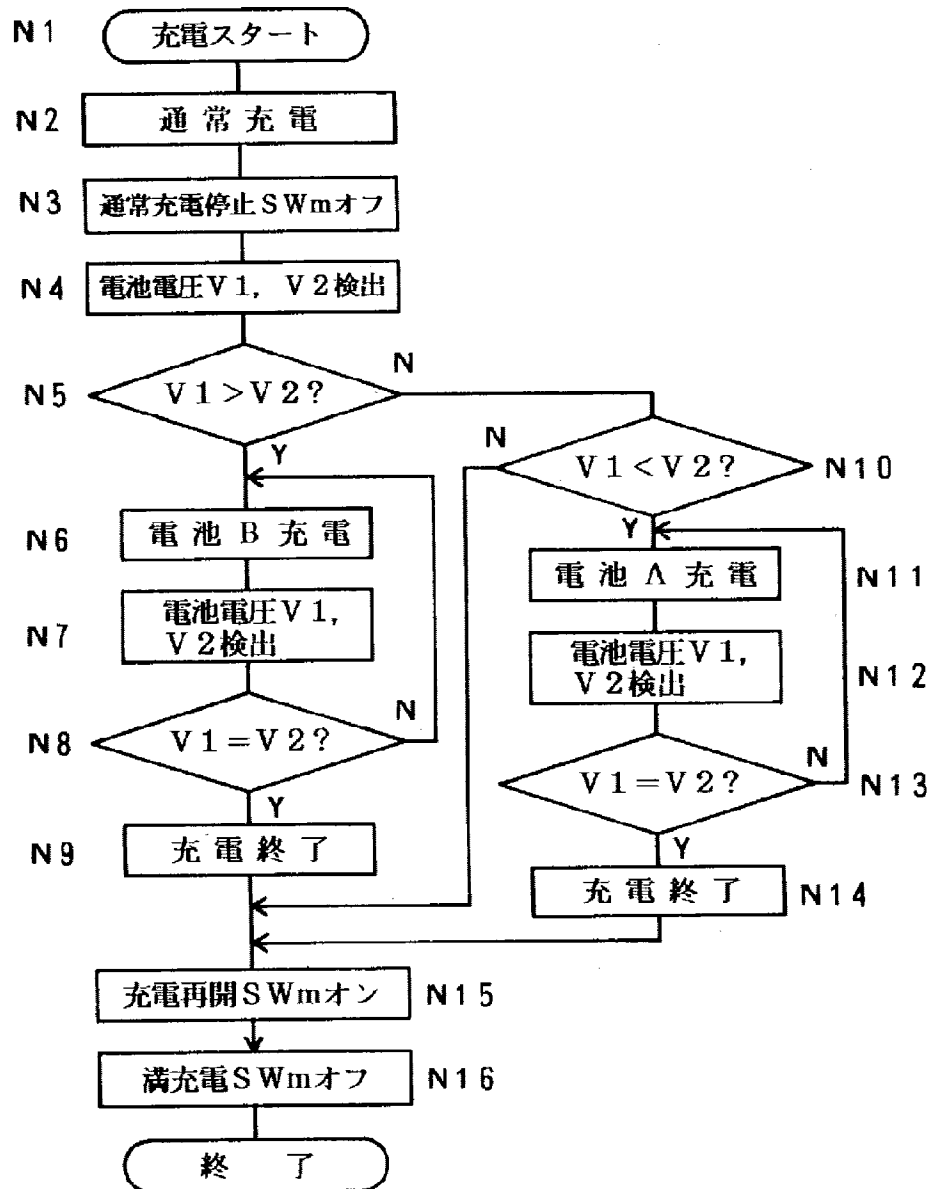 N1 充電スタート
N2 通常充電
N3 通常充電停止SWmオフ
N4 電池電圧V1, V2検出
N5 V1>V2?
N
Y
N6 電池B充電
N7 電池電圧V1,
V2検出
N8 V1=V2?
N
Y
N9 充電終了
N V1<V2? N10
Y
電池A充電 N11
電池電圧V1,
V2検出 N12
V1=V2? N N13
Y
充電終了 N14
充電再開SWmオン N15
満充電SWmオフ N16
終了